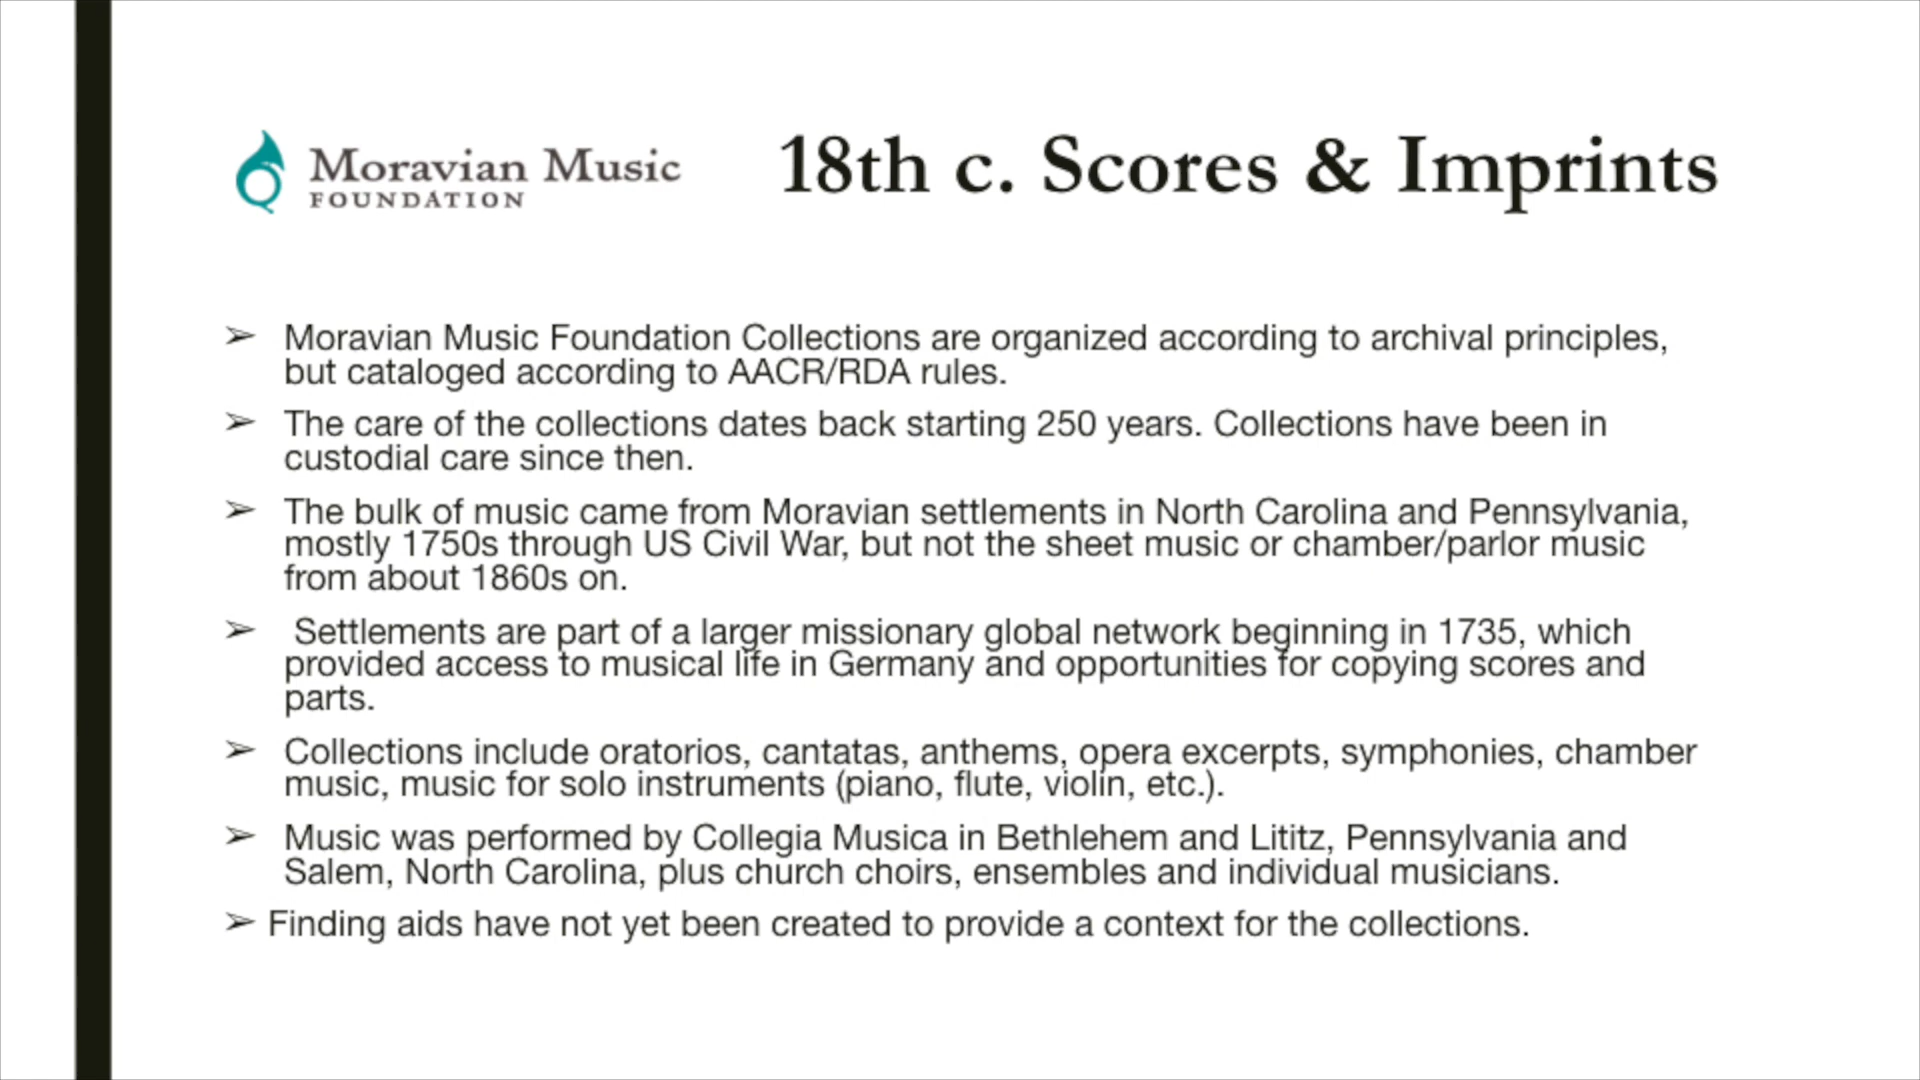 Moravian Music
FOUNDATION
18th c. Scores & Imprints
➢ Moravian Music Foundation Collections are organized according to archival principles,
but cataloged according to AACR/RDA rules.
➢ The care of the collections dates back starting 250 years. Collections have been in
custodial care since then.
➢ The bulk of music came from Moravian settlements in North Carolina and Pennsylvania,
mostly 1750s through US Civil War, but not the sheet music or chamber/parlor music
from about 1860s on.
➢ Settlements are part of a larger missionary global network beginning in 1735, which
provided access to musical life in Germany and opportunities for copying scores and
parts.
➢ Collections include oratorios, cantatas, anthems, opera excerpts, symphonies, chamber
music, music for solo instruments (piano, flute, violin, etc.).
➢ Music was performed by Collegia Musica in Bethlehem and Lititz, Pennsylvania and
Salem, North Carolina, plus church choirs, ensembles and individual musicians.
➢ Finding aids have not yet been created to provide a context for the collections.